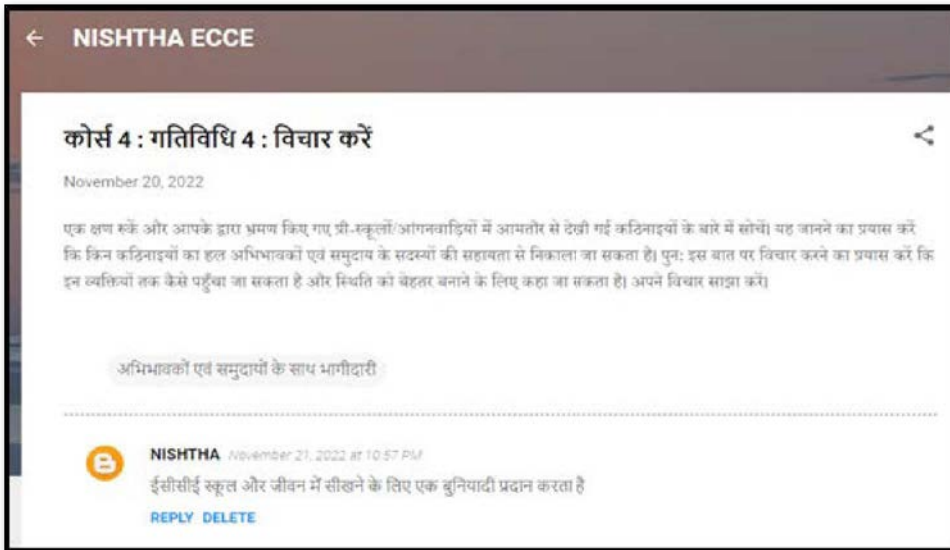 NISHTHA ECCE
कोर्स 4 : गतिविधि 4 : विचार करें
November 20, 2022
एक क्षण रुकें और आपके द्वारा भ्रमण किए गए प्री-स्कूलों/आंगनवाड़ियों में आमतौर से देखी गई कठिनाइयों के बारे में सोचें। यह जानने का प्रयास करें
कि किन कठिनाइयों का हल अभिभावकों एवं समुदाय के सदस्यों की सहायता से निकाला जा सकता है। पुन: इस बात पर विचार करने का प्रयास करें कि
इन व्यक्तियों तक कैसे पहुँचा जा सकता है और स्थिति को बेहतर बनाने के लिए कहा जा सकता है। अपने विचार साझा करें।
अभिभावकों एवं समुदायों के साथ भागीदारी
NISHTHA November 21, 2022 at 10:57 PM
ईसीसीई स्कूल और जीवन में सीखने के लिए एक बुनियादी प्रदान करता है
REPLY DELETE